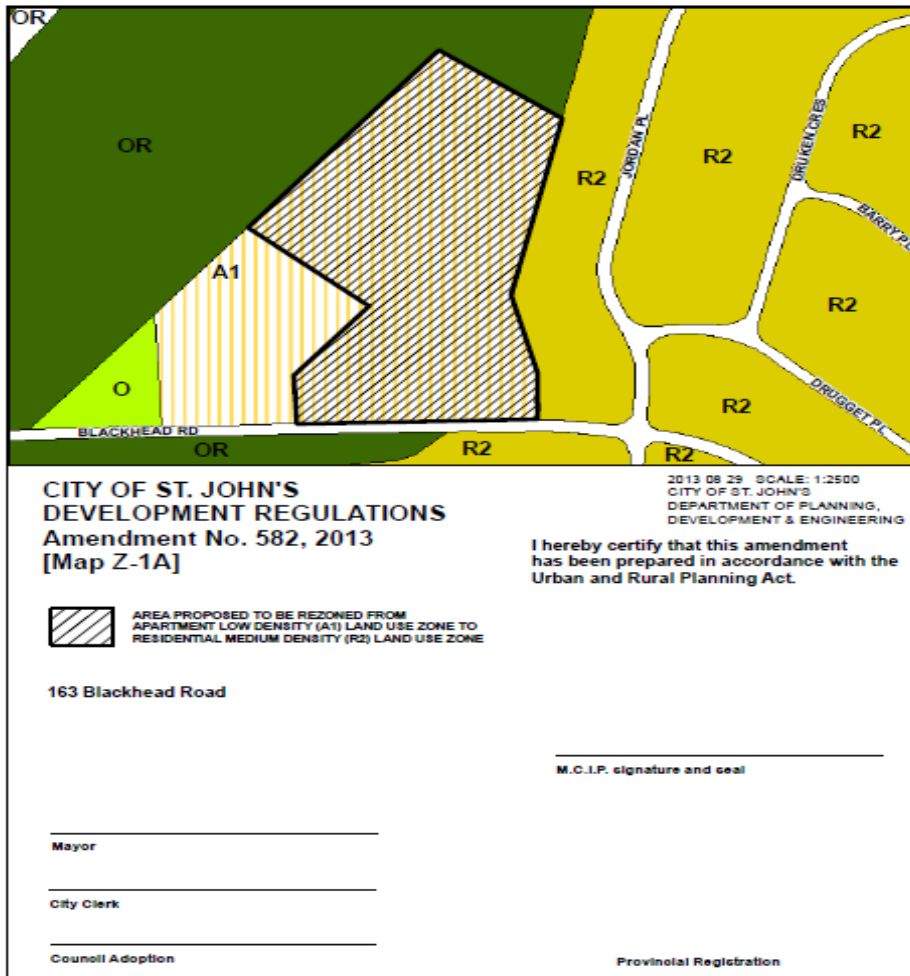 OR
OR
R2
JORDAN PL
R2
DRUKEN CRES
R2
BARRY PL
A1
R2
O
R2
DRUGGET PL
BLACKHEAD RD
OR
R2
R2
CITY OF ST. JOHN'S
DEVELOPMENT REGULATIONS
Amendment No. 582, 2013
[Map Z-1A]
2013 08 29 SCALE: 1:2500
CITY OF ST. JOHN'S
DEPARTMENT OF PLANNING,
DEVELOPMENT & ENGINEERING
I hereby certify that this amendment
has been prepared in accordance with the
Urban and Rural Planning Act.
AREA PROPOSED TO BE REZONED FROM
APARTMENT LOW DENSITY (A1) LAND USE ZONE TO
RESIDENTIAL MEDIUM DENSITY (R2) LAND USE ZONE
163 Blackhead Road
M.C.I.P. signature and seal
Mayor
City Clerk
Council Adoption
Provincial Registration